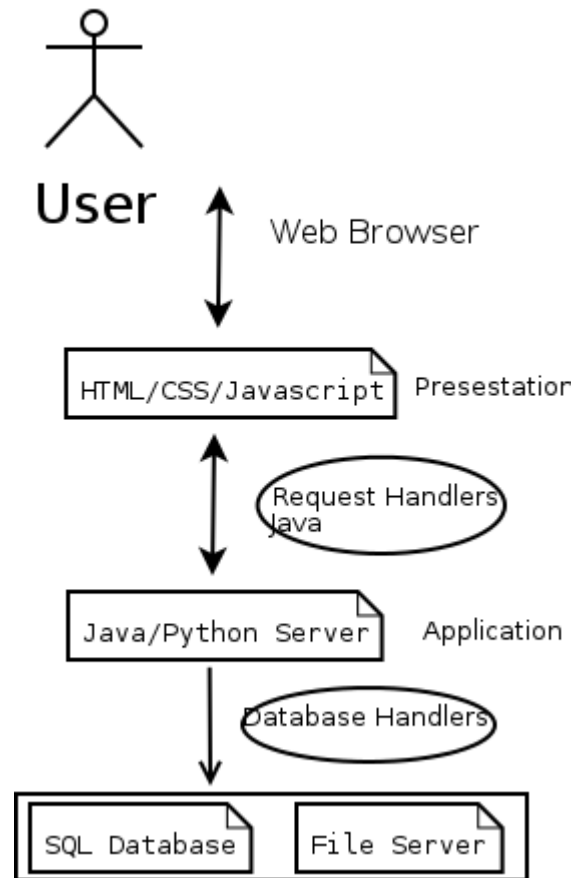 User
Web Browser
HTML/CSS/Javascript
Presestation
Request Handlers
Java
Java/Python Server
Application
Database Handlers
SQL Database
File Server